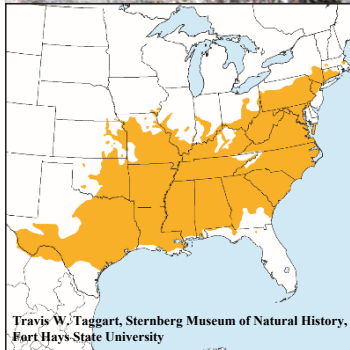 Travis W. Taggart, Sternberg Museum of Natural History,
Fort Hays State University